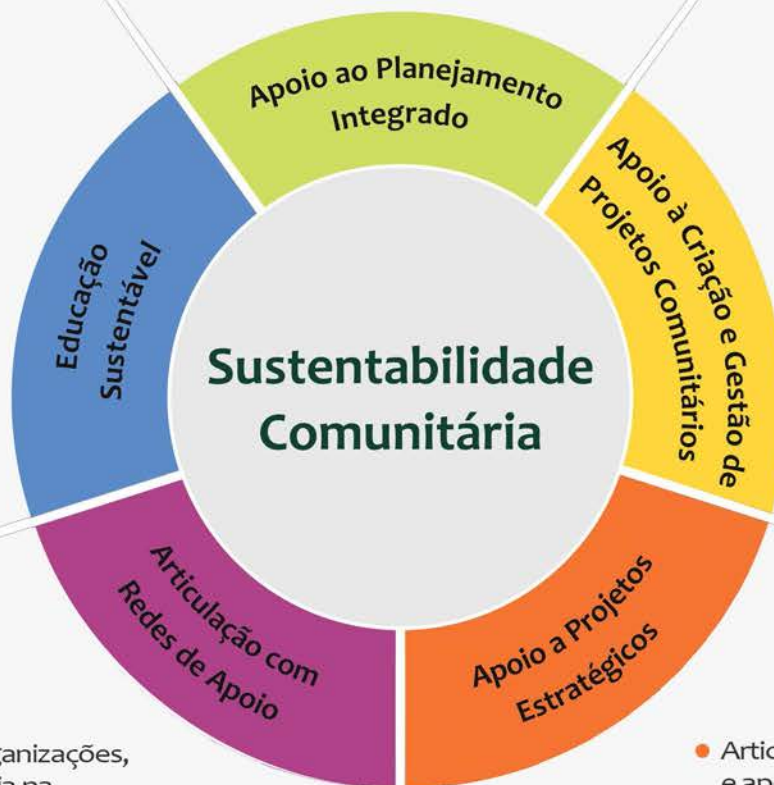 Apoio ao Planejamento
Integrado
Apoio à Criação e Gestão de
Projetos Comunitários
Educação
Sustentável
Sustentabilidade
Comunitária
Articulação com
Redes de Apoio
Apoio a Projetos
Estratégicos